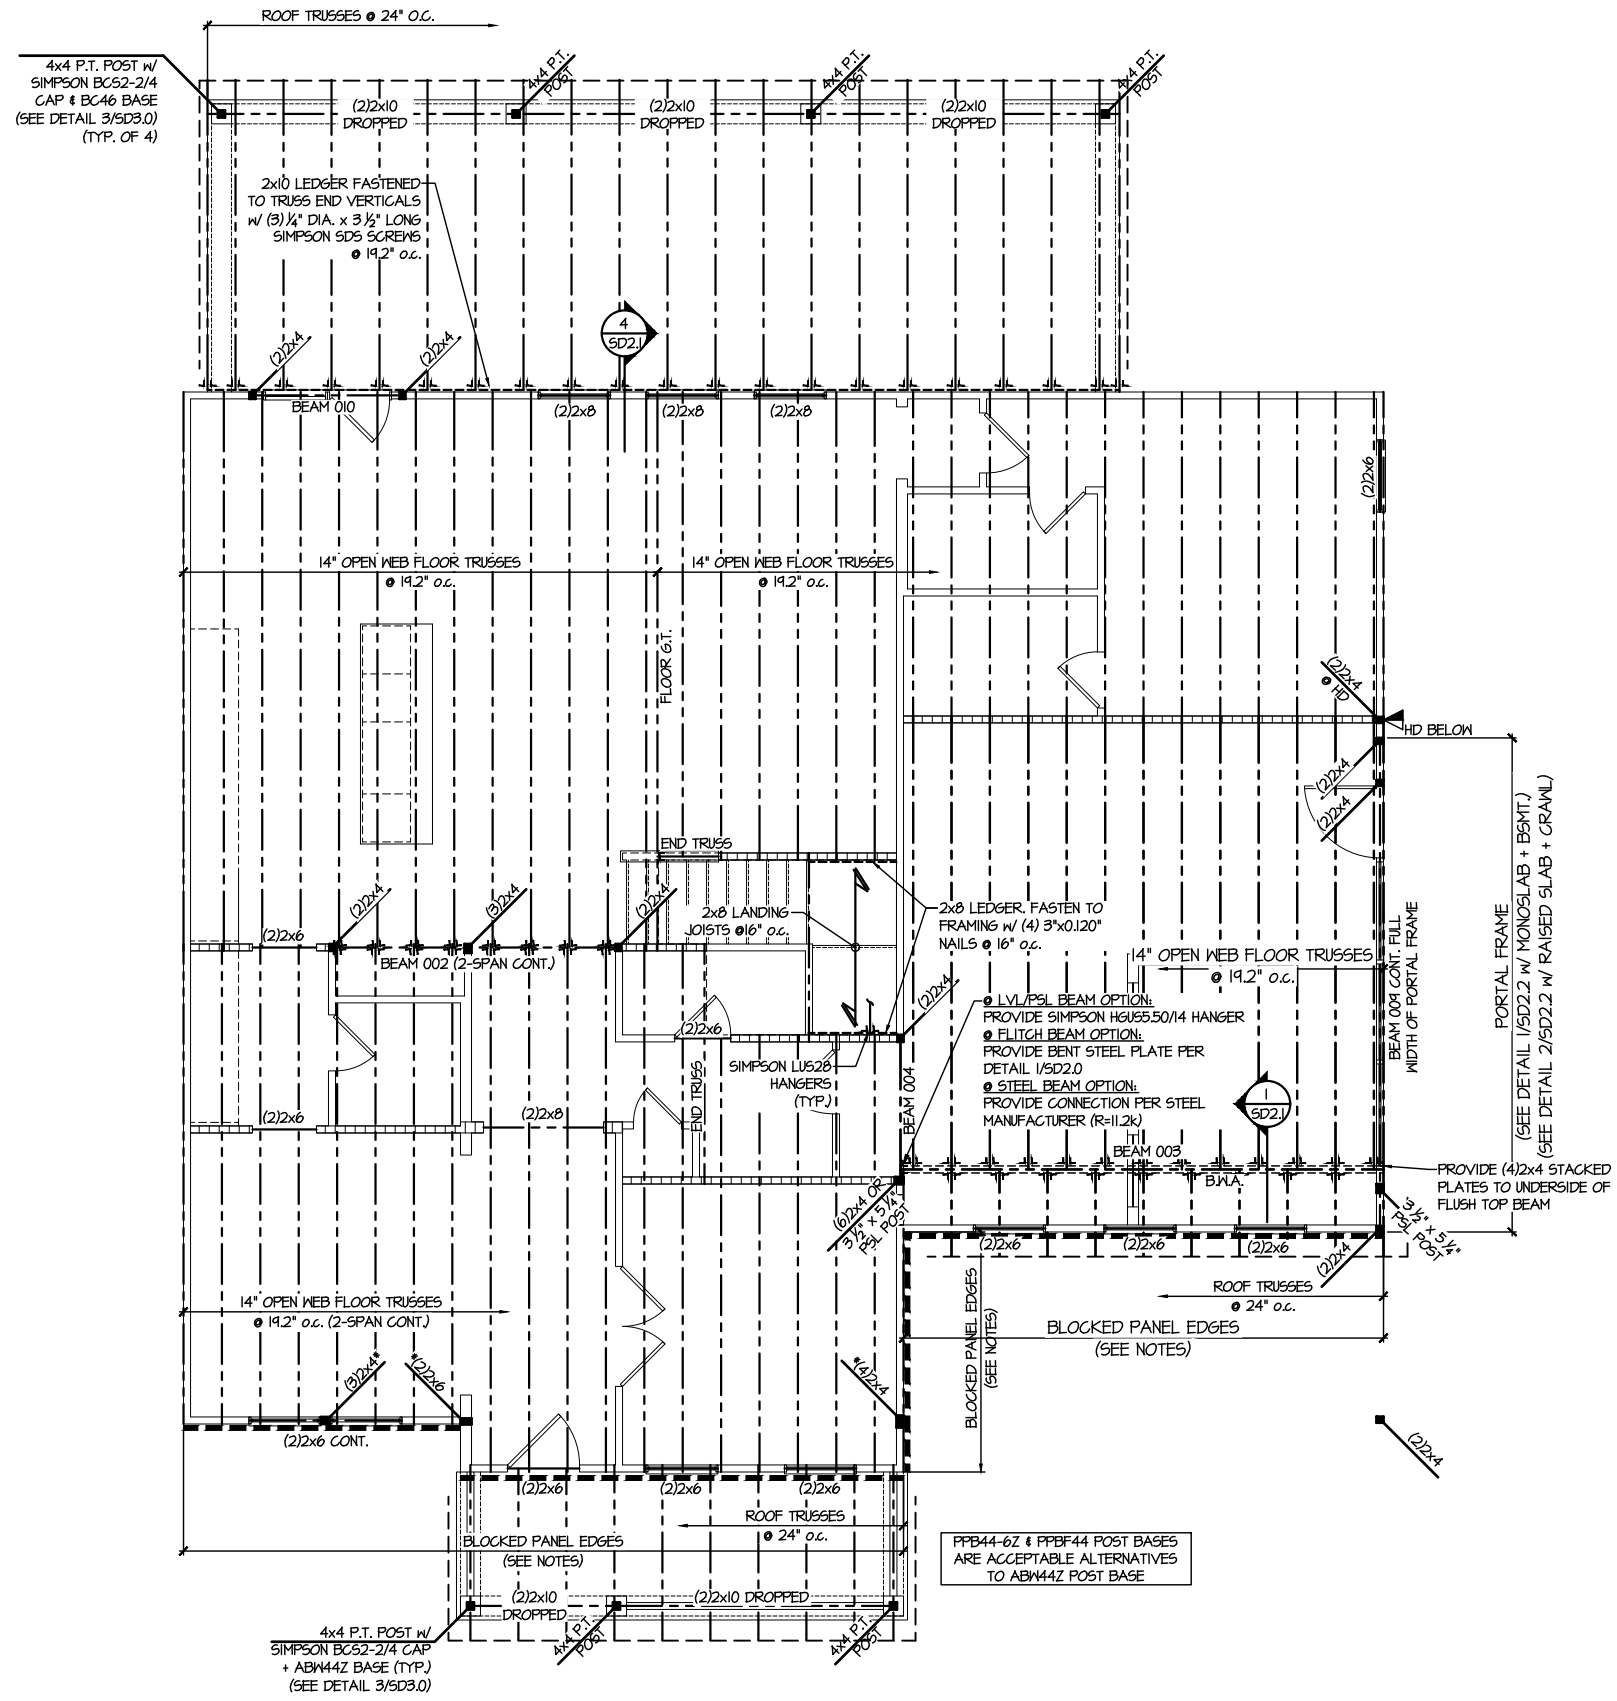 ROOF TRUSSES @ 24" O.C.
4x4 P.T. POST W/
SIMPSON BCS2-2/4
CAP & BC46 BASE
(SEE DETAIL 3/SD3.0)
(TYP. OF 4)
4x4 P.T.
POST
4x4 P.T.
POST
4x4 P.T.
POST
(2)2x10
DROPPED
(2)2x10
DROPPED
(2)2x10
DROPPED
2x10 LEDGER FASTENED
TO TRUSS END VERTICALS
W/ (3) 1/4" DIA. x 3 1/2" LONG
SIMPSON SDS SCREWS
@ 19.2" o.c.
4
SD2.1
(2)2x4
(2)2x4
BEAM 010
(2)2x8
(2)2x8
(2)2x8
(2)2x6
14" OPEN WEB FLOOR TRUSSES
@ 19.2" o.c.
14" OPEN WEB FLOOR TRUSSES
@ 19.2" o.c.
FLOOR G.T.
(2)2x4
@ HD
HD BELOW
(2)2x4
(2)2x4
END TRUSS
(2)2x4
(3)2x4
(2)2x4
2x8 LANDING
JOISTS @16" o.c.
2x8 LEDGER. FASTEN TO
FRAMING W/ (4) 3"x0.120"
NAILS @ 16" o.c.
(2)2x6
BEAM 002 (2-SPAN CONT.)
14" OPEN WEB FLOOR TRUSSES
@ 19.2" o.c.
BEAM 009 CONT. FULL
WIDTH OF PORTAL FRAME
PORTAL FRAME
(SEE DETAIL 1/SD2.2 W/ MONOSLAB + BSMT.)
(SEE DETAIL 2/SD2.2 W/ RAISED SLAB + CRAWL)
(2)2x4
@ LVL/PSL BEAM OPTION:
PROVIDE SIMPSON HGUS5.50/14 HANGER
@ FLITCH BEAM OPTION:
PROVIDE BENT STEEL PLATE PER
DETAIL 1/SD2.0
@ STEEL BEAM OPTION:
PROVIDE CONNECTION PER STEEL
MANUFACTURER (R=11.2k)
(2)2x6
SIMPSON LUS28
HANGERS
(TYP.)
END TRUSS
BEAM 004
1
SD2.1
(2)2x6
(2)2x8
BEAM 003
B.W.A.
PROVIDE (4)2x4 STACKED
PLATES TO UNDERSIDE OF
FLUSH TOP BEAM
(6)2x4 OR
3 1/2" x 5 1/4"
PSL POST
3 1/2" x 5 1/4"
PSL POST
(2)2x6
(2)2x6
(2)2x6
(2)2x4
BLOCKED PANEL EDGES
(SEE NOTES)
ROOF TRUSSES
@ 24" o.c.
14" OPEN WEB FLOOR TRUSSES
@ 19.2" o.c. (2-SPAN CONT.)
BLOCKED PANEL EDGES
(SEE NOTES)
(3)2x4*
*(2)2x6
*(4)2x4
(2)2x6 CONT.
(2)2x4
(2)2x6
(2)2x6
(2)2x6
ROOF TRUSSES
@ 24" o.c.
BLOCKED PANEL EDGES
(SEE NOTES)
PPB44-6Z & PPBF44 POST BASES
ARE ACCEPTABLE ALTERNATIVES
TO ABW44Z POST BASE
(2)2x10
DROPPED
(2)2x10 DROPPED
4x4 P.T. POST W/
SIMPSON BCS2-2/4 CAP
+ ABW44Z BASE (TYP.)
(SEE DETAIL 3/SD3.0)
4x4 P.T.
POST
4x4 P.T.
POST